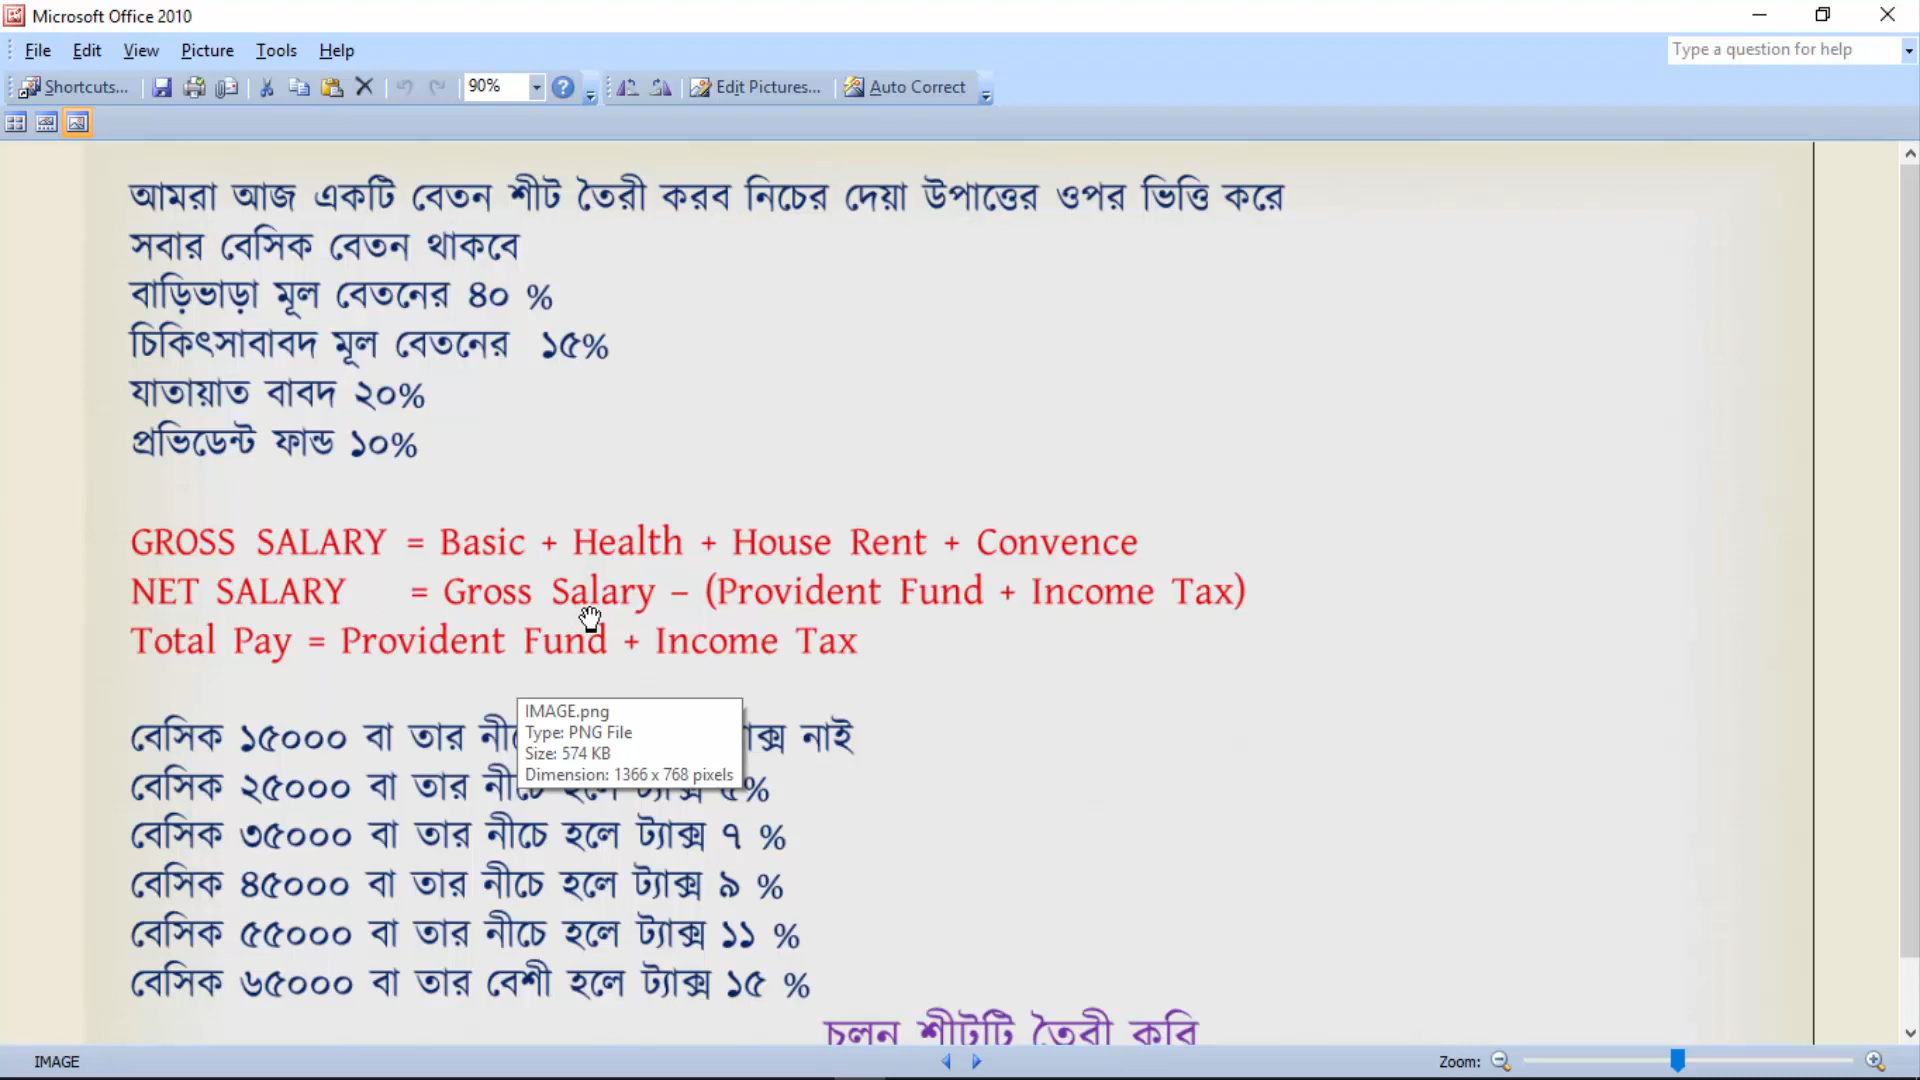 Microsoft Office 2010
File Edit View Picture Tools Help
Type a question for help
Shortcuts... 90% Edit Pictures... Auto Correct
আমরা আজ একটি বেতন শীট তৈরী করব নিচের দেয়া উপাত্তের ওপর ভিত্তি করে
সবার বেসিক বেতন থাকবে
বাড়িভাড়া মূল বেতনের ৪০ %
চিকিৎসাবাবদ মূল বেতনের ১৫%
যাতায়াত বাবদ ২০%
প্রভিডেন্ট ফান্ড ১০%
GROSS SALARY = Basic + Health + House Rent + Convence
NET SALARY = Gross Salary – (Provident Fund + Income Tax)
Total Pay = Provident Fund + Income Tax
IMAGE.png
Type: PNG File
Size: 574 KB
Dimension: 1366 x 768 pixels
বেসিক ১৫০০০ বা তার নাই
বেসিক ২৫০০০ বা তার নীচে হলে ট্যাক্স ৫%
বেসিক ৩৫০০০ বা তার নীচে হলে ট্যাক্স ৭ %
বেসিক ৪৫০০০ বা তার নীচে হলে ট্যাক্স ৯ %
বেসিক ৫৫০০০ বা তার নীচে হলে ট্যাক্স ১১ %
বেসিক ৬৫০০০ বা তার বেশী হলে ট্যাক্স ১৫ %
চলুন শীটটি তৈরী করি
IMAGE Zoom: